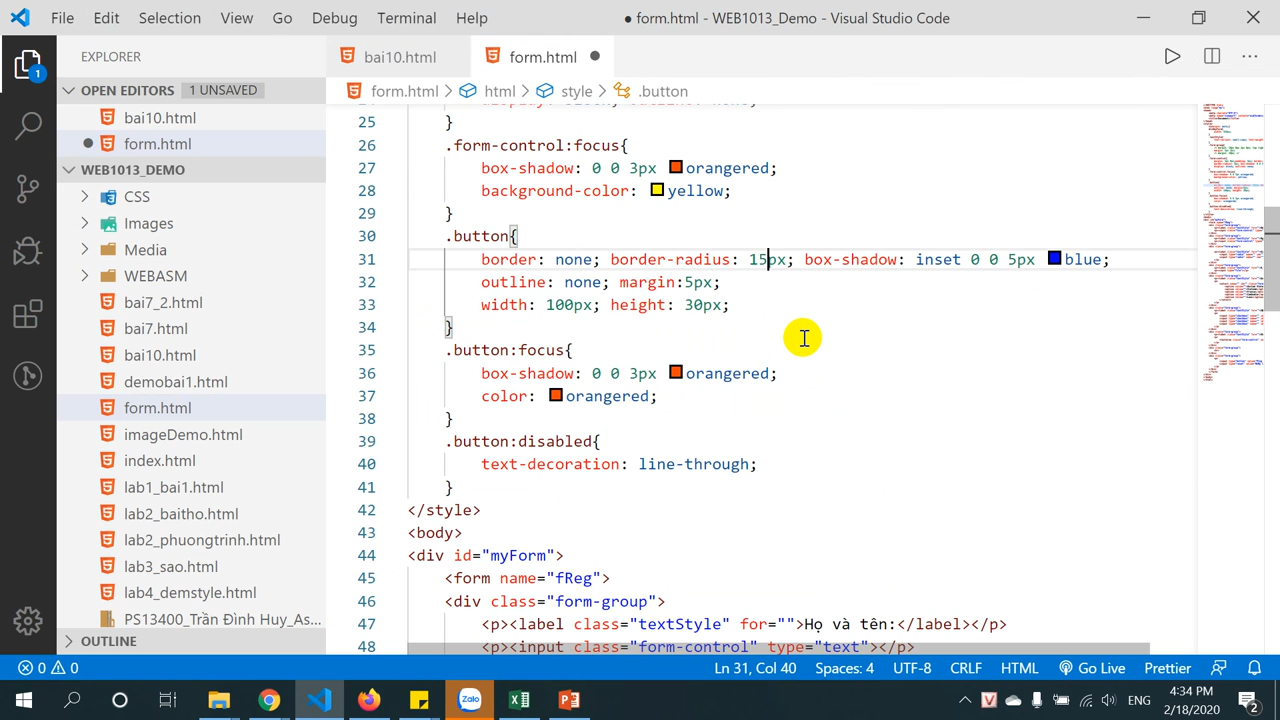 File Edit Selection View Go Debug Terminal Help
● form.html - WEB1013_Demo - Visual Studio Code
EXPLORER
OPEN EDITORS 1 UNSAVED
bai10.html
form.html
WEB1013_DEMO
CSS
Images
Media
WEBASM
bai7_2.html
bai7.html
bai10.html
demobai1.html
form.html
imageDemo.html
index.html
lab1_bai1.html
lab2_baitho.html
lab2_phuongtrinh.html
lab3_sao.html
lab4_demstyle.html
PS13400_Trần Đình Huy_As...
OUTLINE
1
bai10.html
form.html
form.html > html > style > .button
25 }
26 .form-control:focus{
27 box-shadow: 0 0 3px orangered;
28 background-color: yellow;
29 }
30 .button{
31 border: none; border-radius: 15px; box-shadow: inset 0 0 5px blue;
32 outline: none; margin:5px;
33 width: 100px; height: 30px;
34 }
35 .button:focus{
36 box-shadow: 0 0 3px orangered;
37 color: orangered;
38 }
39 .button:disabled{
40 text-decoration: line-through;
41 }
42 </style>
43 <body>
44 <div id="myForm">
45 <form name="fReg">
46 <div class="form-group">
47 <p><label class="textStyle" for="">Họ và tên:</label></p>
48 <p><input class="form-control" type="text"></p>
0 0 Ln 31, Col 40 Spaces: 4 UTF-8 CRLF HTML Go Live Prettier
Zalo
ENG
4:34 PM
2/18/2020
2